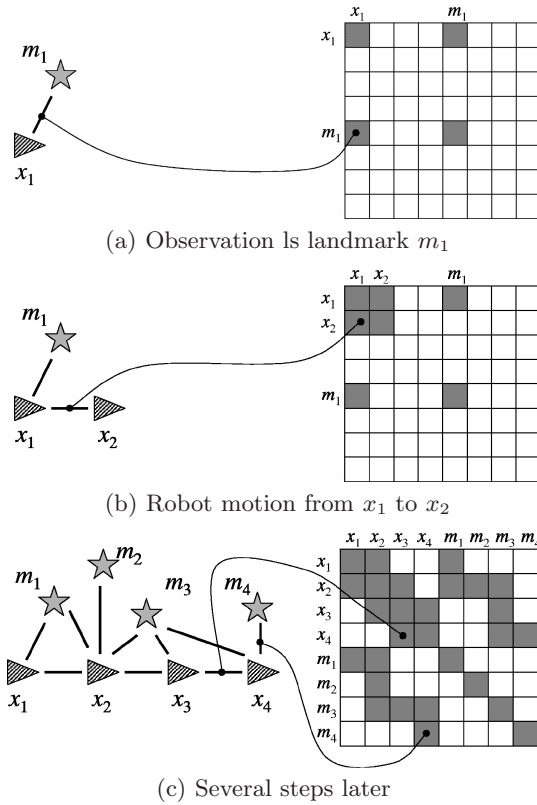 x₁ m₁
x₁
m₁
m₁
x₁
(a) Observation ls landmark m₁
x₁ x₂ m₁
x₁
x₂
m₁
m₁
x₁ x₂
(b) Robot motion from x₁ to x₂
x₁ x₂ x₃ x₄ m₁ m₂ m₃ m₄
x₁
x₂
x₃
x₄
m₁
m₂
m₃
m₄
m₁ m₂ m₃ m₄
x₁ x₂ x₃ x₄
(c) Several steps later